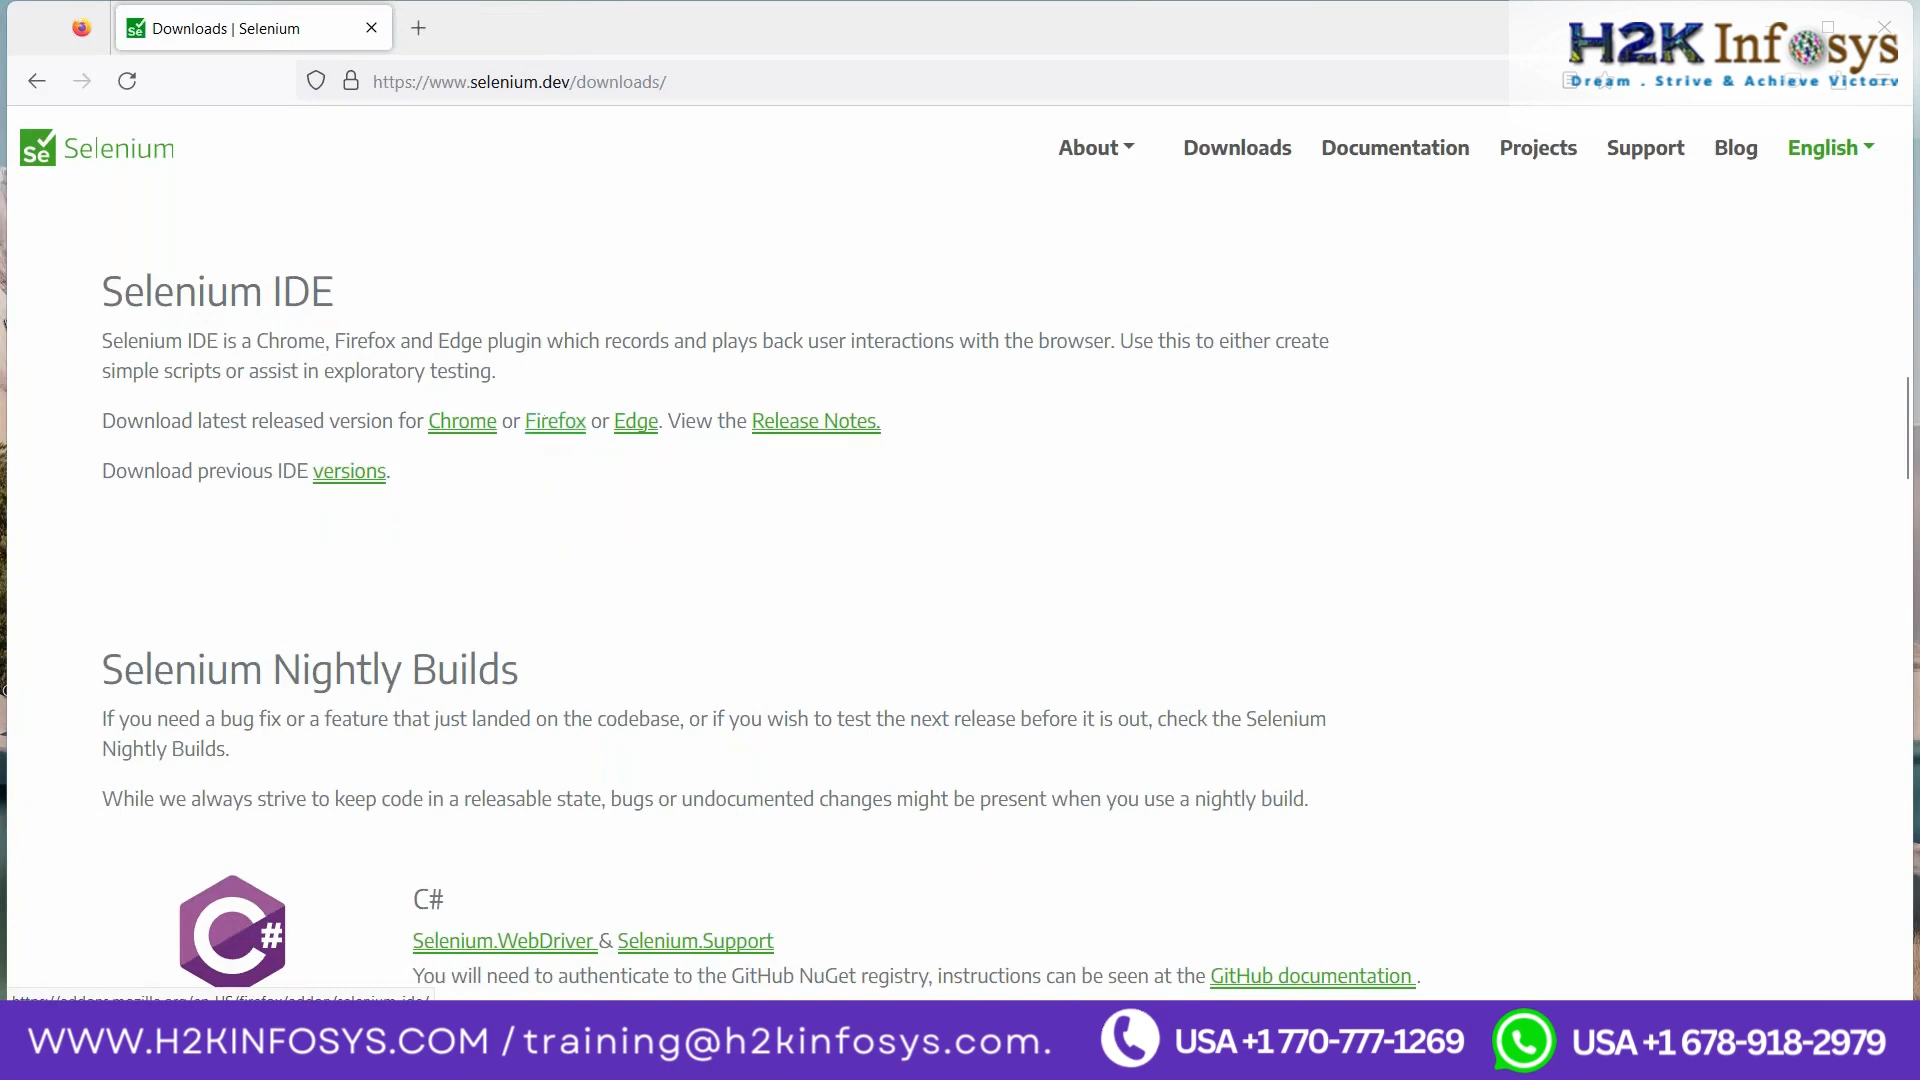 Downloads | Selenium
H2K Infosys
Dream . Strive & Achieve Victory
https://www.selenium.dev/downloads/
Se Selenium
About
Downloads
Documentation
Projects
Support
Blog
English
Selenium IDE
Selenium IDE is a Chrome, Firefox and Edge plugin which records and plays back user interactions with the browser. Use this to either create
simple scripts or assist in exploratory testing.
Download latest released version for Chrome or Firefox or Edge. View the Release Notes.
Download previous IDE versions.
Selenium Nightly Builds
If you need a bug fix or a feature that just landed on the codebase, or if you wish to test the next release before it is out, check the Selenium
Nightly Builds.
While we always strive to keep code in a releasable state, bugs or undocumented changes might be present when you use a nightly build.
C#
C#
Selenium.WebDriver & Selenium.Support
You will need to authenticate to the GitHub NuGet registry, instructions can be seen at the GitHub documentation .
WWW.H2KINFOSYS.COM / training@h2kinfosys.com.
USA +1 770-777-1269
USA +1 678-918-2979